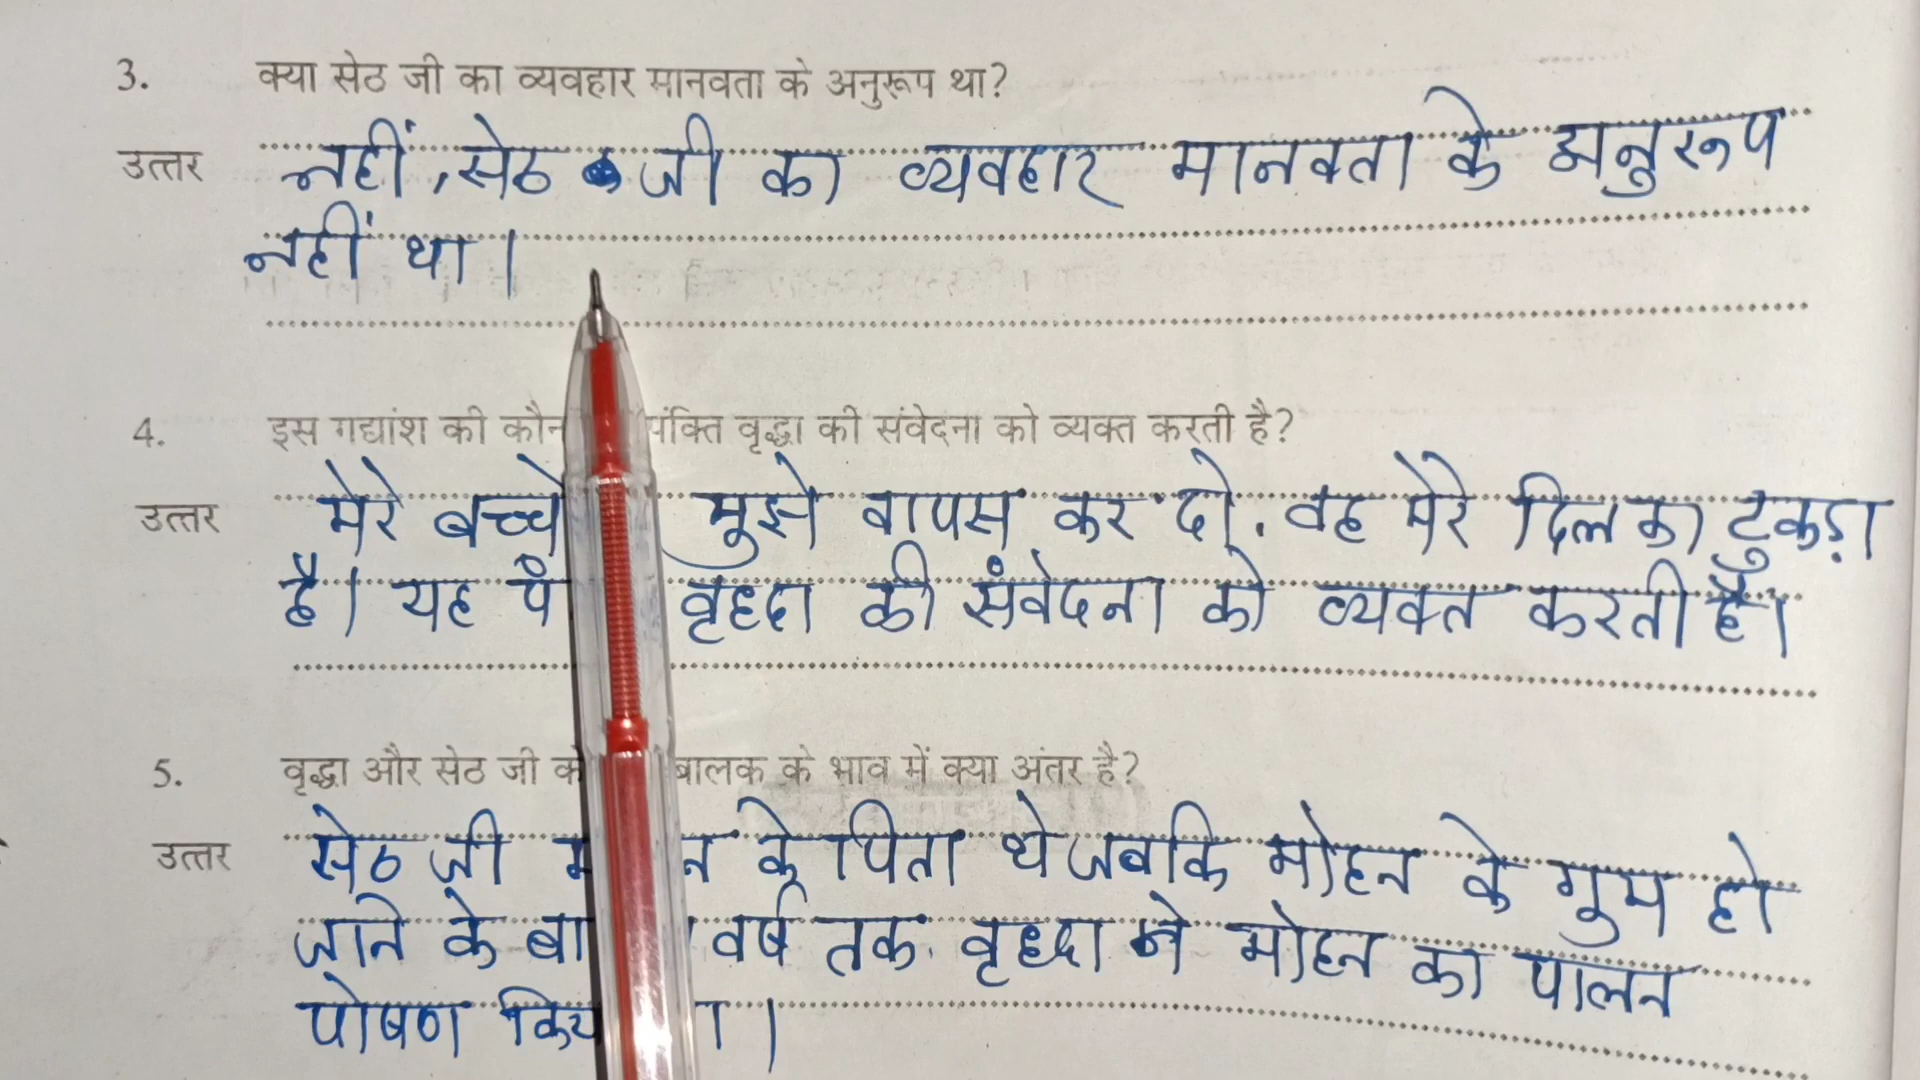 3. क्या सेठ जी का व्यवहार मानवता के अनुरूप था?
उत्तर नहीं, सेठ जी का व्यवहार मानवता के अनुरूप
नहीं था।
4. इस गद्यांश की कौन पंक्ति वृद्धा की संवेदना को व्यक्त करती है?
उत्तर मेरे बच्चे मुझे वापस कर दो. वह मेरे दिल का टुकड़ा
है। यह वृध्दा की संवेदना को व्यक्त करती है।
5. वृद्धा और सेठ जी के बालक के भाव में क्या अंतर है?
उत्तर सेठ जी के पिता थे जबकि मोहन के गुम हो
जाने के वर्ष तक वृध्दा ने मोहन का पालन
पोषण